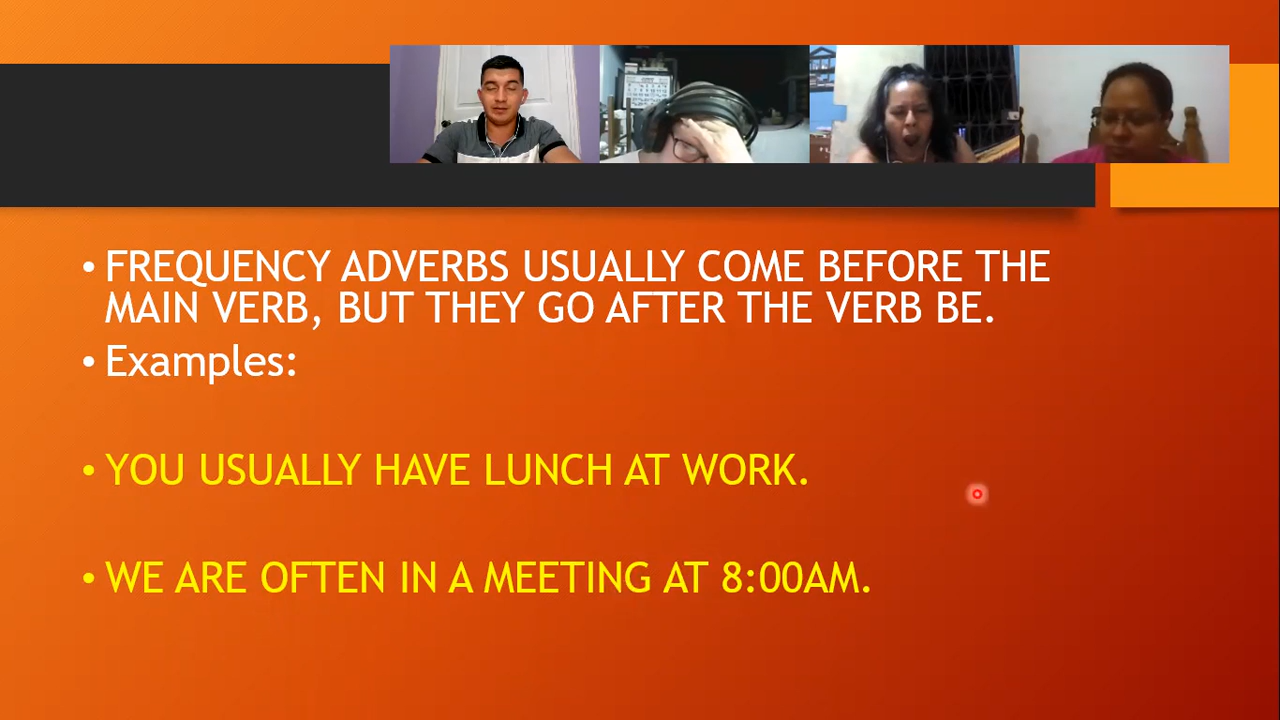 • FREQUENCY ADVERBS USUALLY COME BEFORE THE
MAIN VERB, BUT THEY GO AFTER THE VERB BE.
• Examples:
• YOU USUALLY HAVE LUNCH AT WORK.
• WE ARE OFTEN IN A MEETING AT 8:00AM.